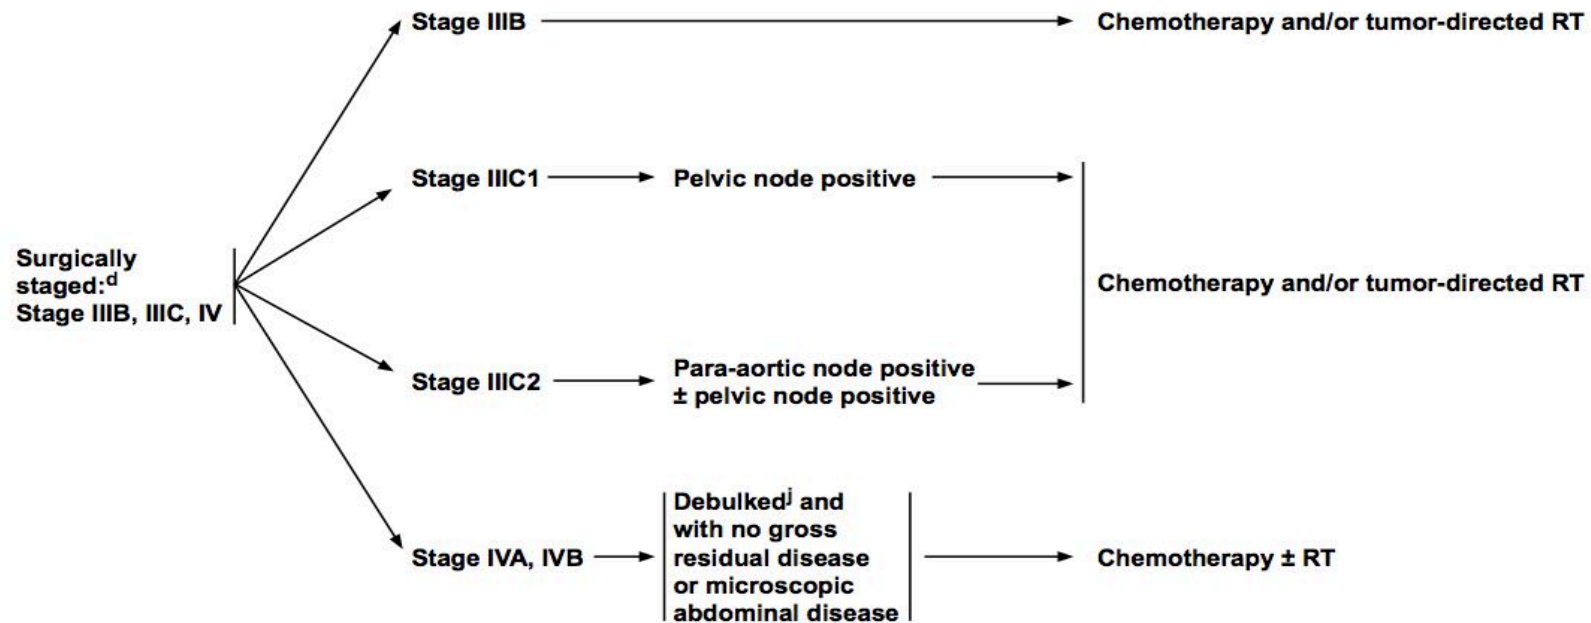 Stage IIIB
Chemotherapy and/or tumor-directed RT
Stage IIIC1
Pelvic node positive
Surgically
staged:d
Stage IIIB, IIIC, IV
Chemotherapy and/or tumor-directed RT
Stage IIIC2
Para-aortic node positive
± pelvic node positive
Stage IVA, IVB
Debulkedj and
with no gross
residual disease
or microscopic
abdominal disease
Chemotherapy ± RT